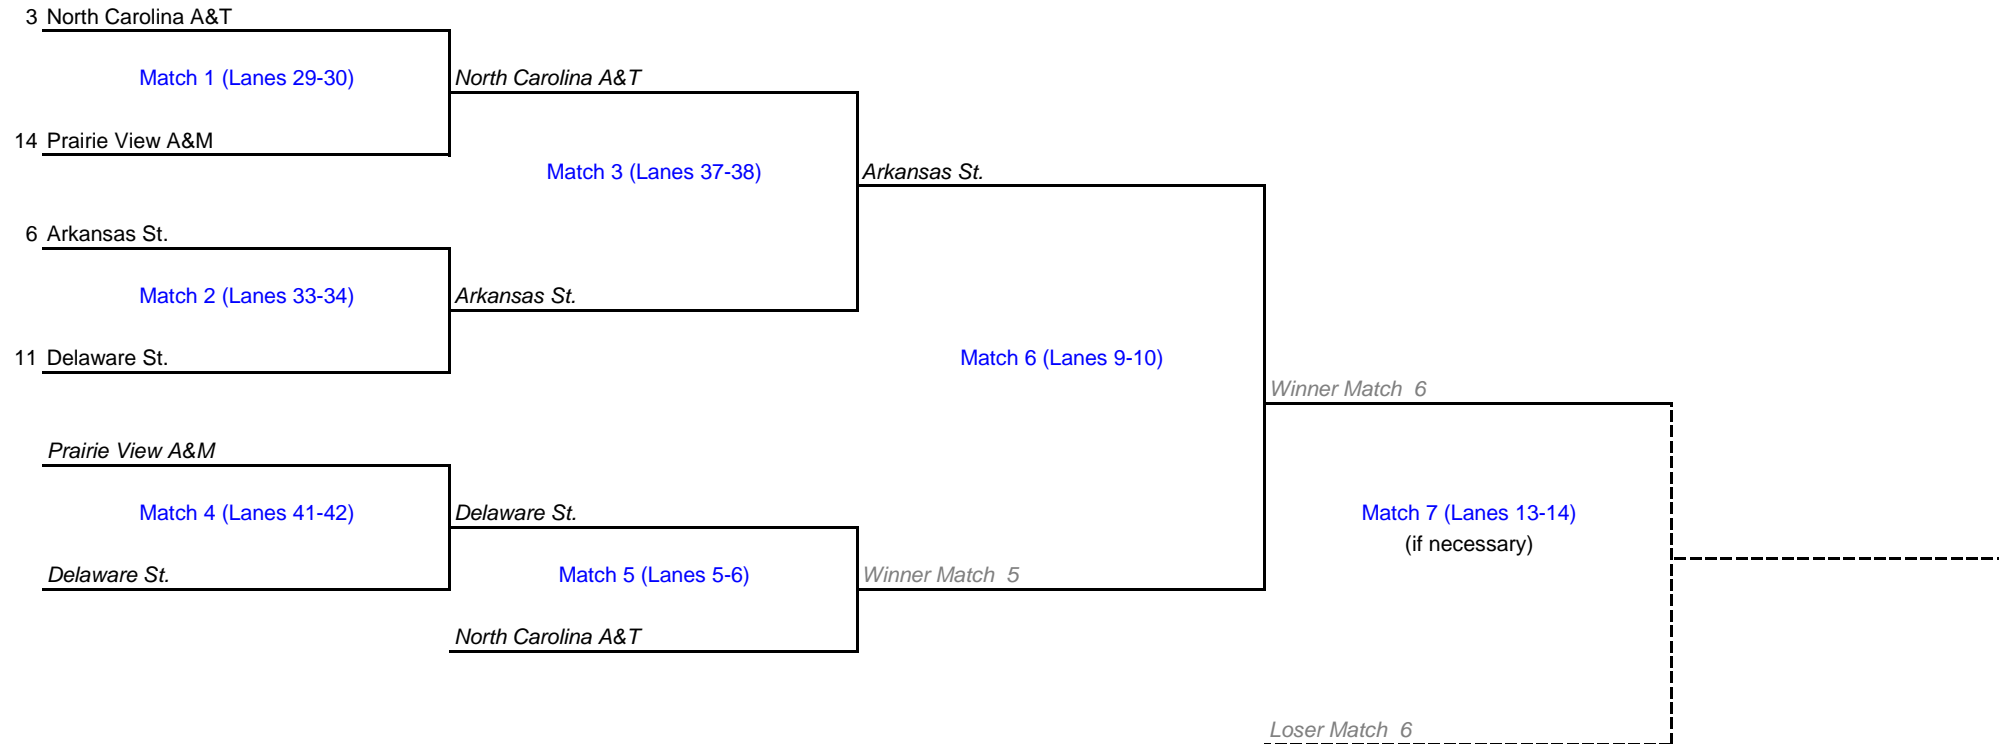 3 North Carolina A&T
Match 1 (Lanes 29-30)
North Carolina A&T
14 Prairie View A&M
Match 3 (Lanes 37-38)
Arkansas St.
6 Arkansas St.
Match 2 (Lanes 33-34)
Arkansas St.
11 Delaware St.
Match 6 (Lanes 9-10)
Winner Match 6
Prairie View A&M
Match 4 (Lanes 41-42)
Delaware St.
Match 7 (Lanes 13-14)
(if necessary)
Delaware St.
Match 5 (Lanes 5-6)
Winner Match 5
North Carolina A&T
Loser Match 6